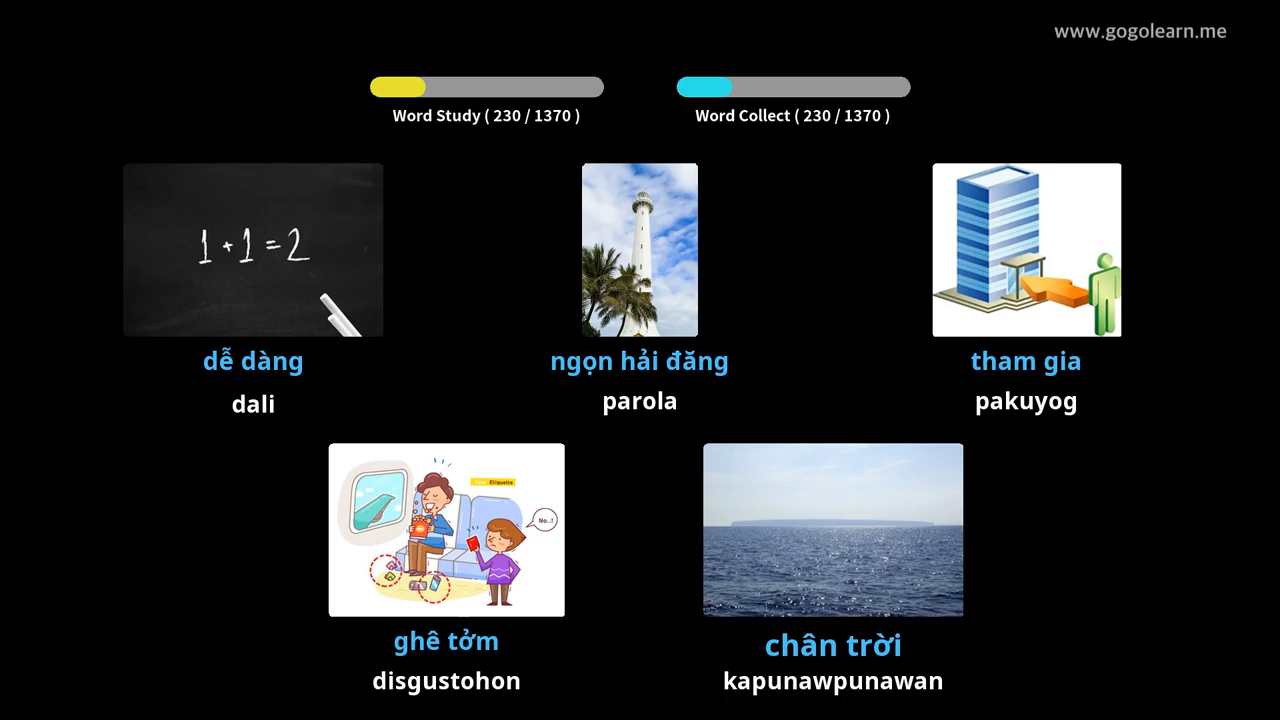 www.gogolearn.me
Word Study ( 230 / 1370 )
Word Collect ( 230 / 1370 )
1 + 1 = 2
dễ dàng
dali
ngọn hải đăng
parola
tham gia
pakuyog
Etiquette
No..!
ghê tởm
disgustohon
chân trời
kapunawpunawan